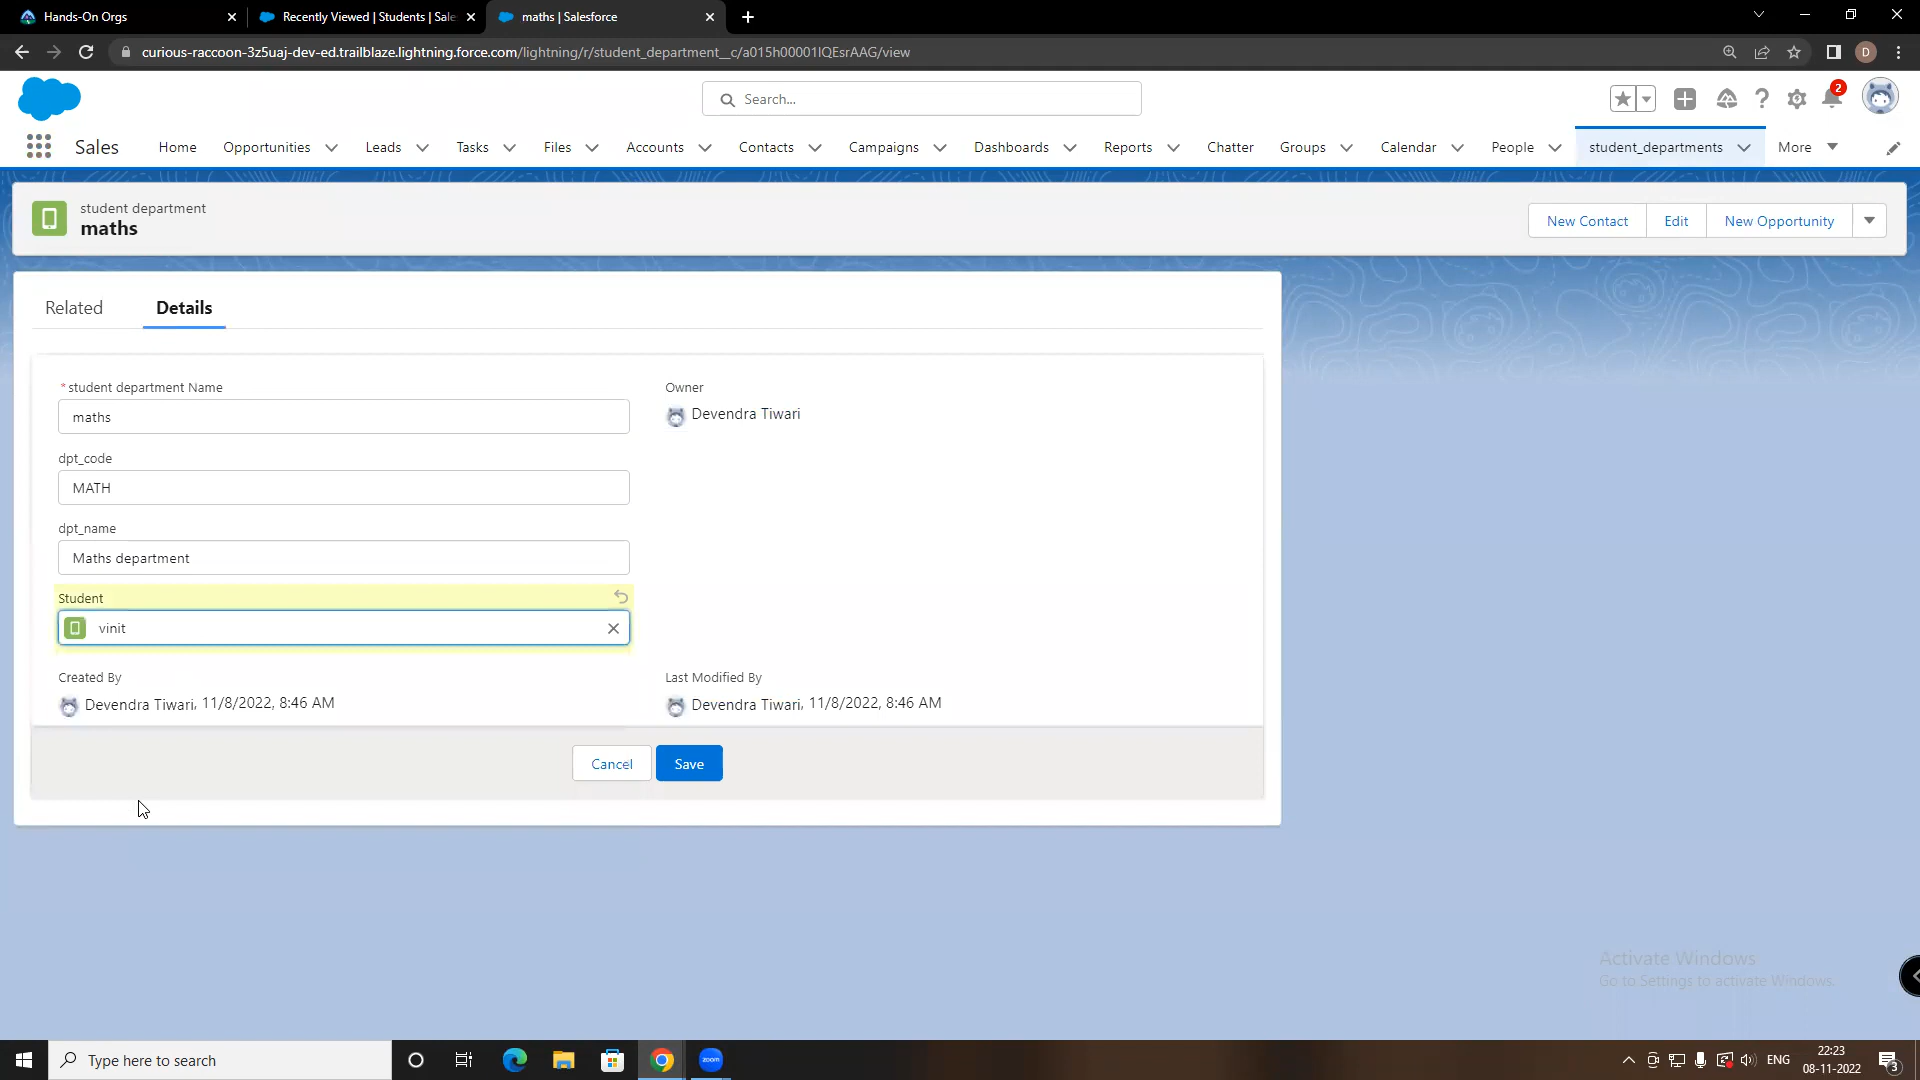 Hands-On Orgs
Recently Viewed | Students | Sale
maths | Salesforce
curious-raccoon-3z5uaj-dev-ed.trailblaze.lightning.force.com/lightning/r/student_department__c/a015h00001IQEsrAAG/view
D
Search...
2
Sales
Home
Opportunities
Leads
Tasks
Files
Accounts
Contacts
Campaigns
Dashboards
Reports
Chatter
Groups
Calendar
People
student_departments
More
student department
maths
New Contact
Edit
New Opportunity
Related
Details
*student department Name
maths
Owner
Devendra Tiwari
dpt_code
MATH
dpt_name
Maths department
Student
vinit
Created By
Devendra Tiwari, 11/8/2022, 8:46 AM
Last Modified By
Devendra Tiwari, 11/8/2022, 8:46 AM
Cancel
Save
Activate Windows
Go to Settings to activate Windows.
Type here to search
zoom
ENG
22:23
08-11-2022
3